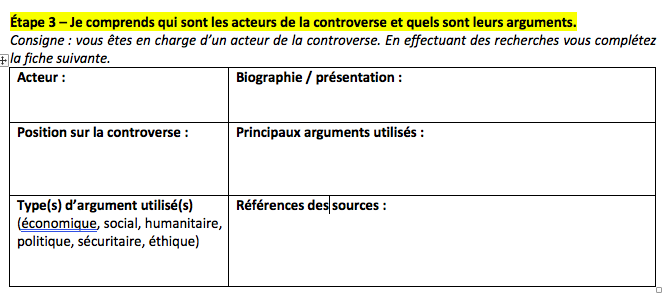 Étape 3 – Je comprends qui sont les acteurs de la controverse et quels sont leurs arguments.
Consigne : vous êtes en charge d’un acteur de la controverse. En effectuant des recherches vous complétez
la fiche suivante.
Acteur :
Biographie / présentation :
Position sur la controverse :
Principaux arguments utilisés :
Type(s) d’argument utilisé(s)
(économique, social, humanitaire,
politique, sécuritaire, éthique)
Références des sources :